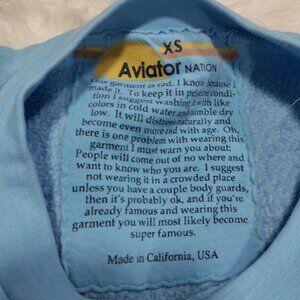 XS
Aviator NATION
This garment is rad. I know because I
made it. To keep it in prime condi-
tion I suggest washing it with like
colors in cold water and tumble dry
low. It will distress naturally and
become even more rad with age. Oh,
there is one problem with wearing this
garment I must warn you about:
People will come out of no where and
want to know who you are. I suggest
not wearing it in a crowded place
unless you have a couple body guards,
then it's probably ok, and if you're
already famous and wearing this
garment you will most likely become
super famous.
Made in California, USA